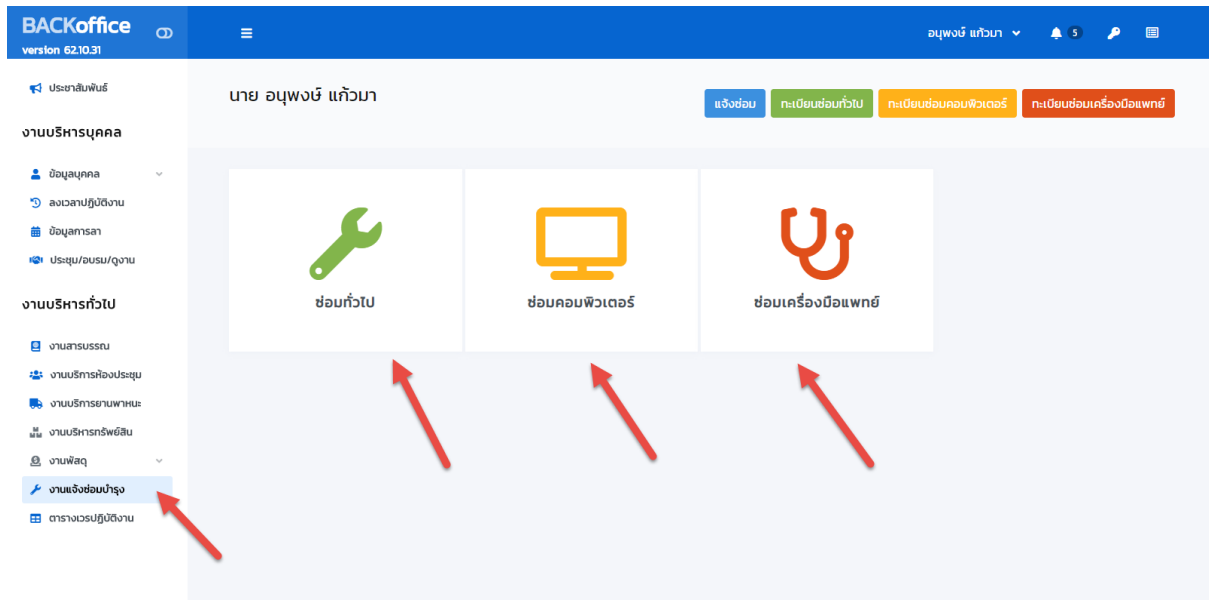 BACKoffice
version 62.10.31
อนุพงษ์ แก้วมา
5
ประชาสัมพันธ์
งานบริหารบุคคล
ข้อมูลบุคคล
ลงเวลาปฏิบัติงาน
ข้อมูลการลา
ประชุม/อบรม/ดูงาน
งานบริหารทั่วไป
งานสารบรรณ
งานบริการห้องประชุม
งานบริการยานพาหนะ
งานบริหารทรัพย์สิน
งานพัสดุ
งานแจ้งซ่อมบำรุง
ตารางเวรปฏิบัติงาน
นาย อนุพงษ์ แก้วมา
แจ้งซ่อม ทะเบียนซ่อมทั่วไป ทะเบียนซ่อมคอมพิวเตอร์ ทะเบียนซ่อมเครื่องมือแพทย์
ซ่อมทั่วไป
ซ่อมคอมพิวเตอร์
ซ่อมเครื่องมือแพทย์